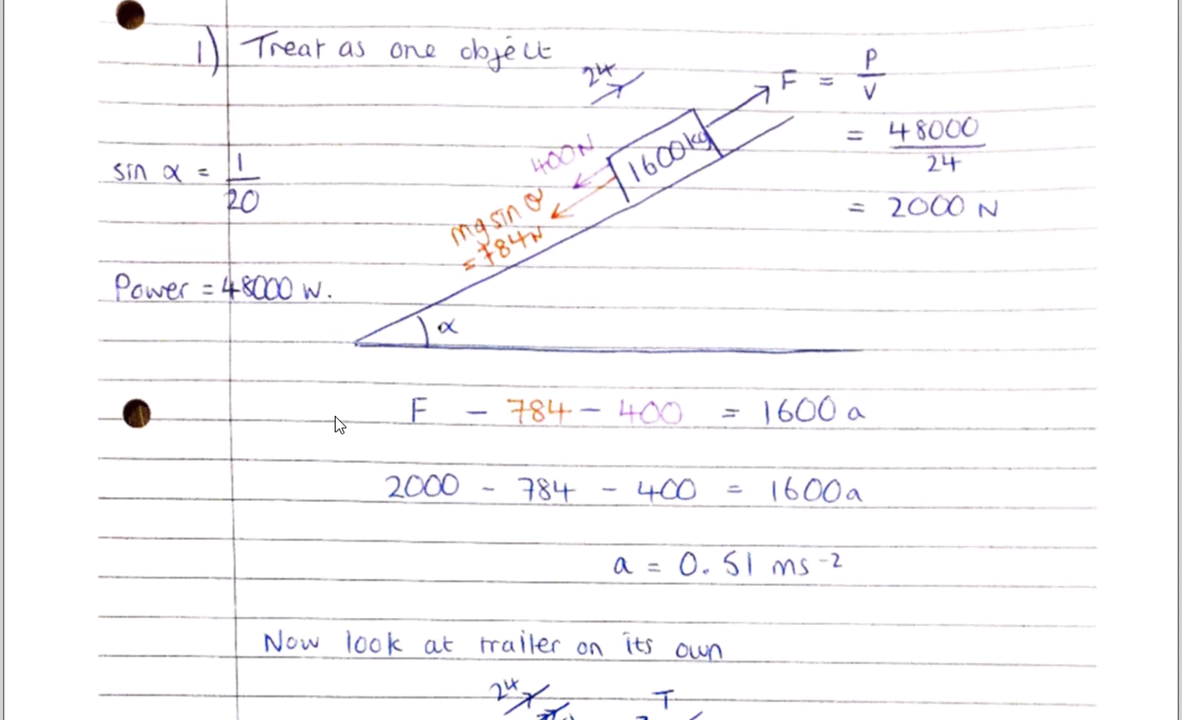 1) Treat as one object
24
F = P/V
= 48000/24
= 2000 N
1600kg
400N
mg sin α
= 784N
sin α = 1/20
Power = 48000 W.
α
F - 784 - 400 = 1600 a
2000 - 784 - 400 = 1600a
a = 0.51 ms⁻²
Now look at trailer on its own
24
T